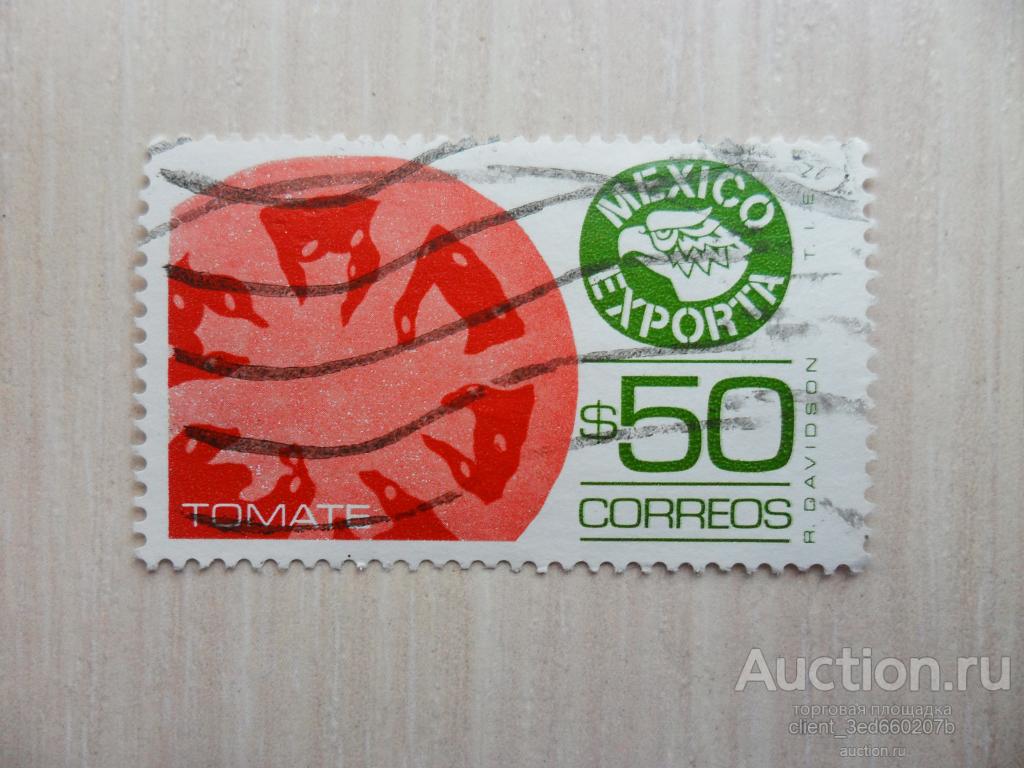 MEXICO
EXPORTA
$50
CORREOS
TOMATE
R. DAVIDSON
T.I.E.V.
Auction.ru
торговая площадка
client_3ed660207b
auction.ru